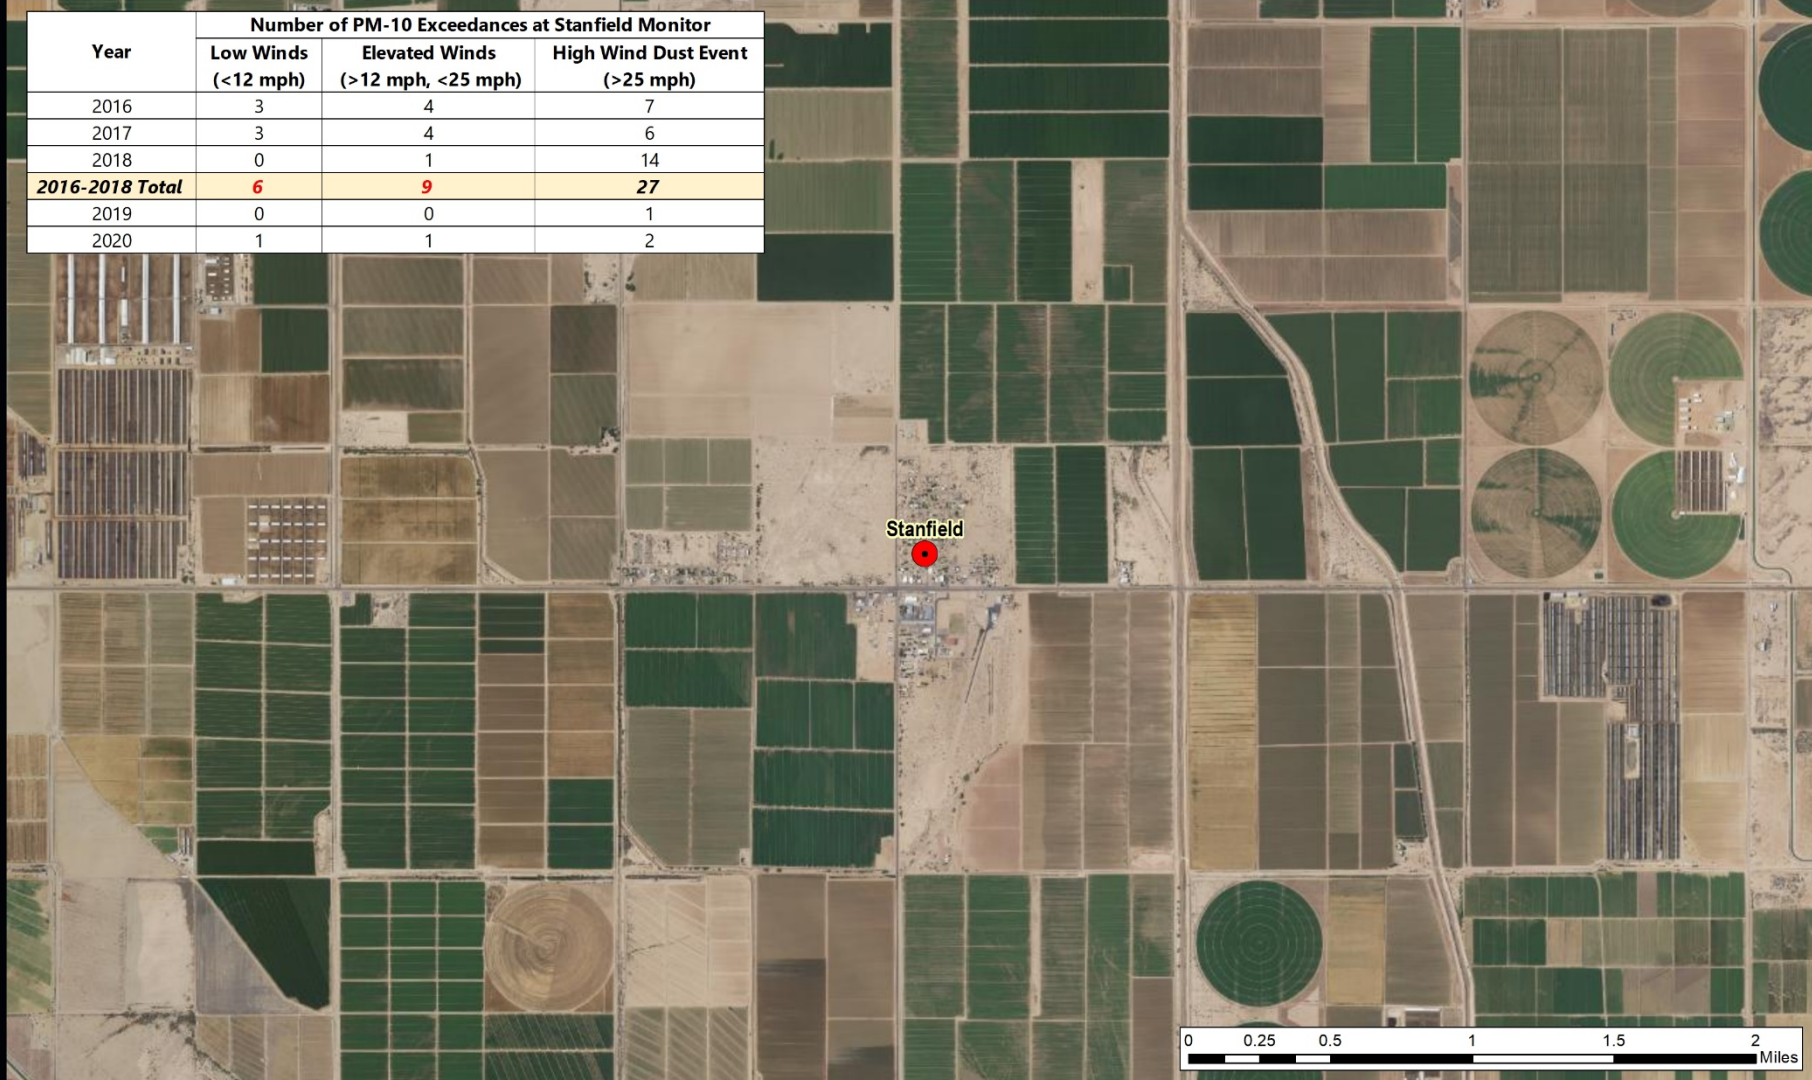 Number of PM-10 Exceedances at Stanfield Monitor
Year
Low Winds
(<12 mph)
Elevated Winds
(>12 mph, <25 mph)
High Wind Dust Event
(>25 mph)
2016 3 4 7
2017 3 4 6
2018 0 1 14
2016-2018 Total 6 9 27
2019 0 0 1
2020 1 1 2
Stanfield
0 0.25 0.5 1 1.5 2
Miles